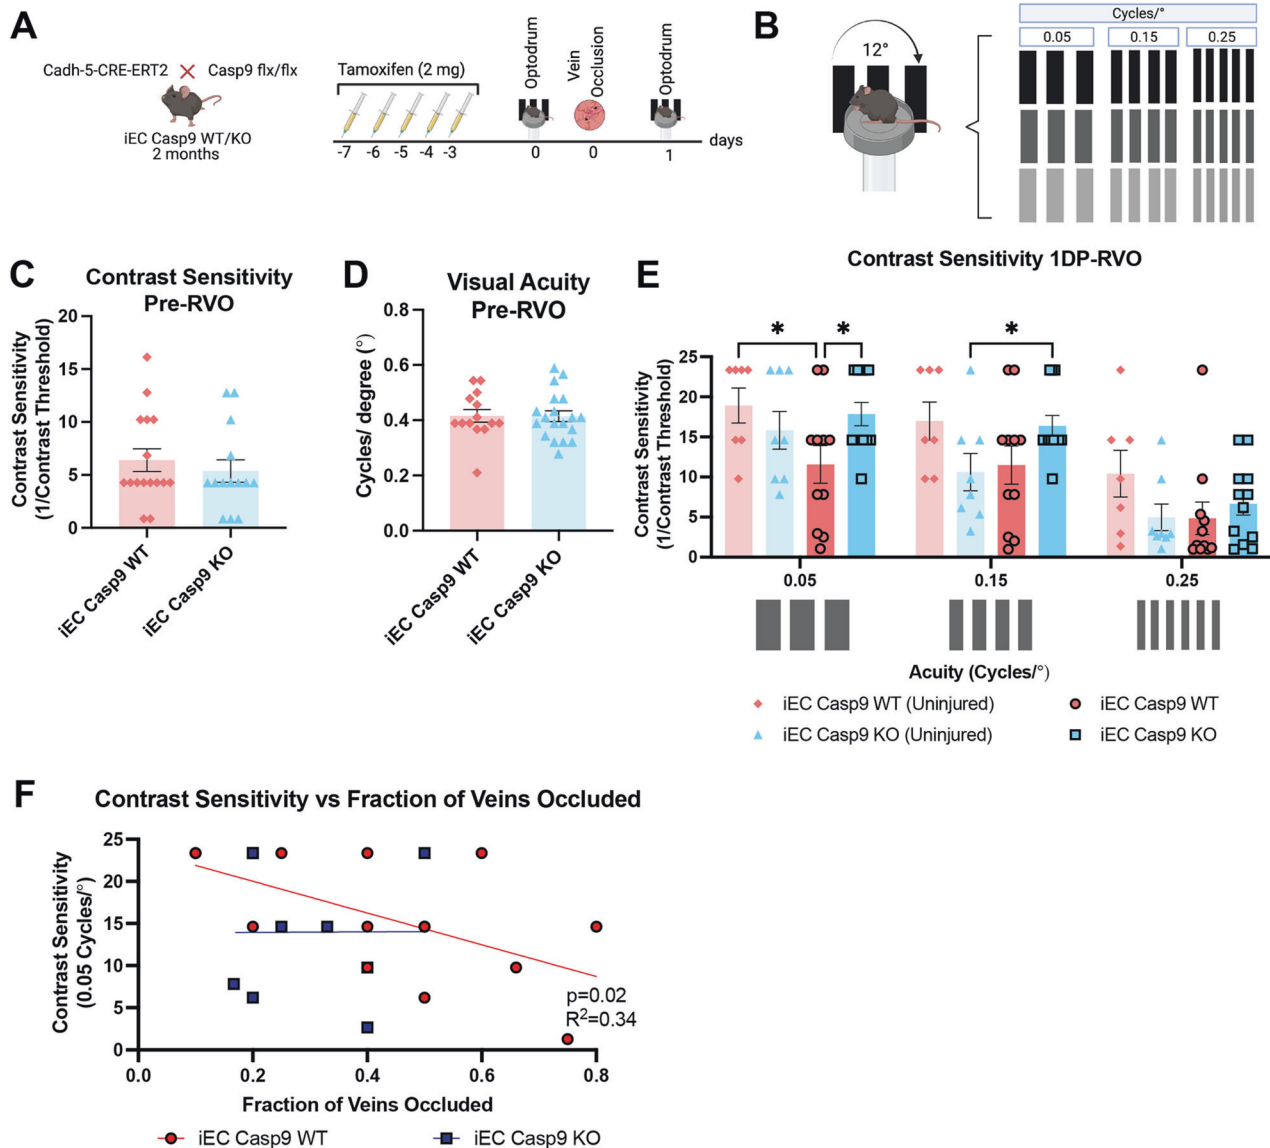 A
Cadh-5-CRE-ERT2 Casp9 flx/flx
iEC Casp9 WT/KO
2 months
Tamoxifen (2 mg)
Optodrum
Vein
Occlusion
Optodrum
-7 -6 -5 -4 -3 0 0 1 days
B
12°
Cycles/°
0.05 0.15 0.25
C
Contrast Sensitivity
Pre-RVO
Contrast Sensitivity
(1/Contrast Threshold)
20
15
10
5
0
iEC Casp9 WT
iEC Casp9 KO
D
Visual Acuity
Pre-RVO
Cycles/ degree (°)
0.8
0.6
0.4
0.2
0.0
iEC Casp9 WT
iEC Casp9 KO
E
Contrast Sensitivity 1DP-RVO
Contrast Sensitivity
(1/Contrast Threshold)
25
20
15
10
5
0
* * *
0.05 0.15 0.25
Acuity (Cycles/°)
iEC Casp9 WT (Uninjured)
iEC Casp9 WT
iEC Casp9 KO (Uninjured)
iEC Casp9 KO
F
Contrast Sensitivity vs Fraction of Veins Occluded
Contrast Sensitivity
(0.05 Cycles/°)
25
20
15
10
5
0
p=0.02
R²=0.34
0.0 0.2 0.4 0.6 0.8
Fraction of Veins Occluded
iEC Casp9 WT iEC Casp9 KO